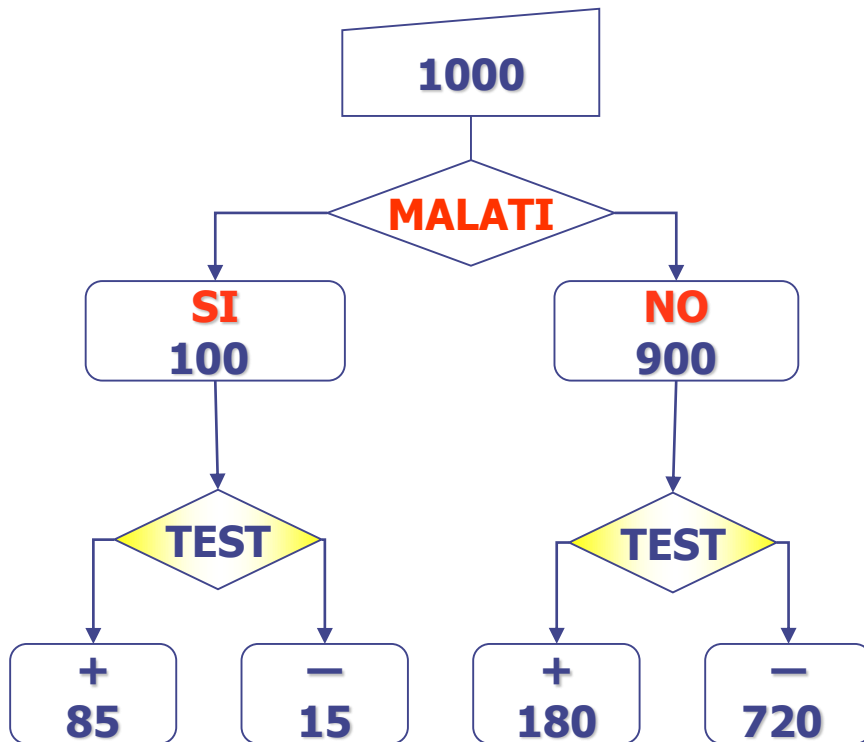 1000
MALATI
SI
100
NO
900
TEST
TEST
+
85
—
15
+
180
—
720